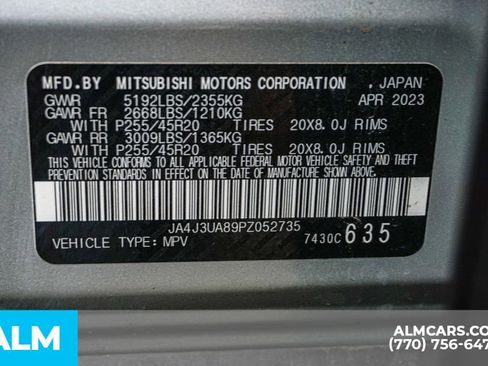 MFD.BY MITSUBISHI MOTORS CORPORATION , JAPAN
GVWR 5192LBS/2355KG APR 2023
GAWR FR 2668LBS/1210KG
WITH P255/45R20 TIRES 20X8.0J RIMS
GAWR RR 3009LBS/1365KG
WITH P255/45R20 TIRES 20X8.0J RIMS
THIS VEHICLE CONFORMS TO ALL APPLICABLE FEDERAL MOTOR VEHICLE SAFETY AND THEFT
PREVENTION STANDARDS IN EFFECT ON THE DATE OF MANUFACTURE SHOWN ABOVE.
JA4J3UA89PZ052735
VEHICLE TYPE: MPV 7430C 635
ALM
ALMCARS.COM
(770) 756-647